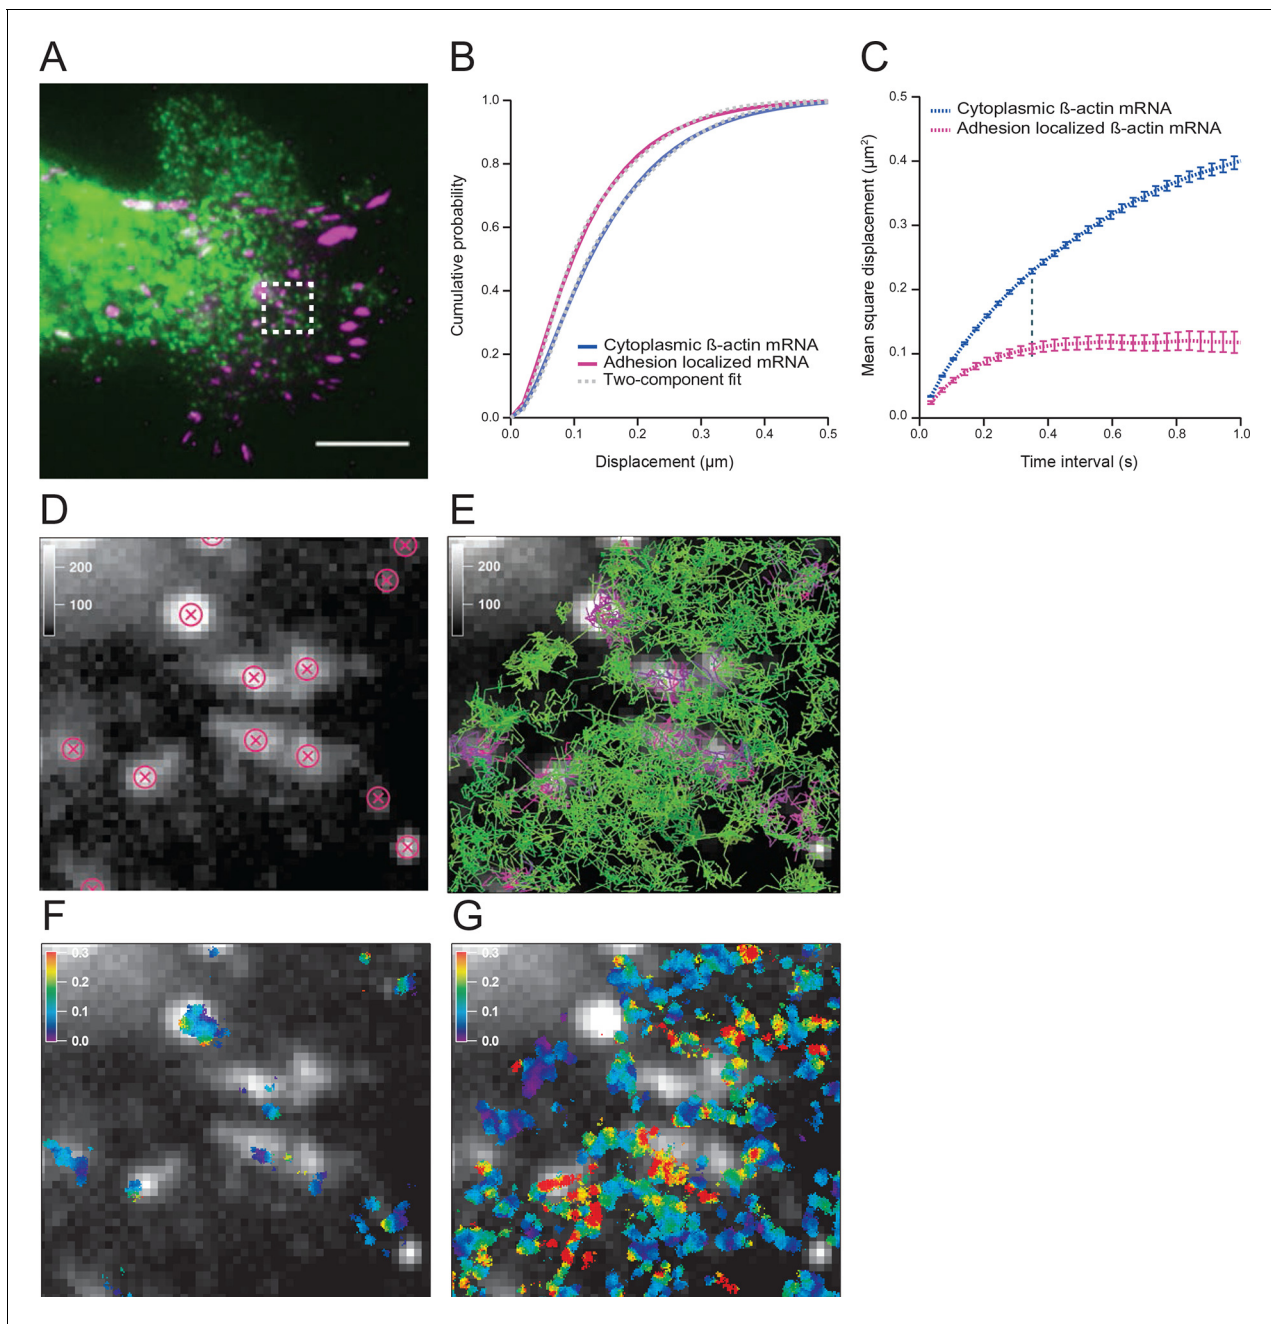 A
B
C
1.0
0.8
0.6
0.4
0.2
0.0
Cumulative probability
Cytoplasmic ß-actin mRNA
Adhesion localized mRNA
Two-component fit
0.0 0.1 0.2 0.3 0.4 0.5
Displacement (μm)
0.5
0.4
0.3
0.2
0.1
0.0
Mean square displacement (μm²)
Cytoplasmic ß-actin mRNA
Adhesion localized ß-actin mRNA
0.0 0.2 0.4 0.6 0.8 1.0
Time interval (s)
D
200
100
E
200
100
F
0.3
0.2
0.1
0.0
G
0.3
0.2
0.1
0.0